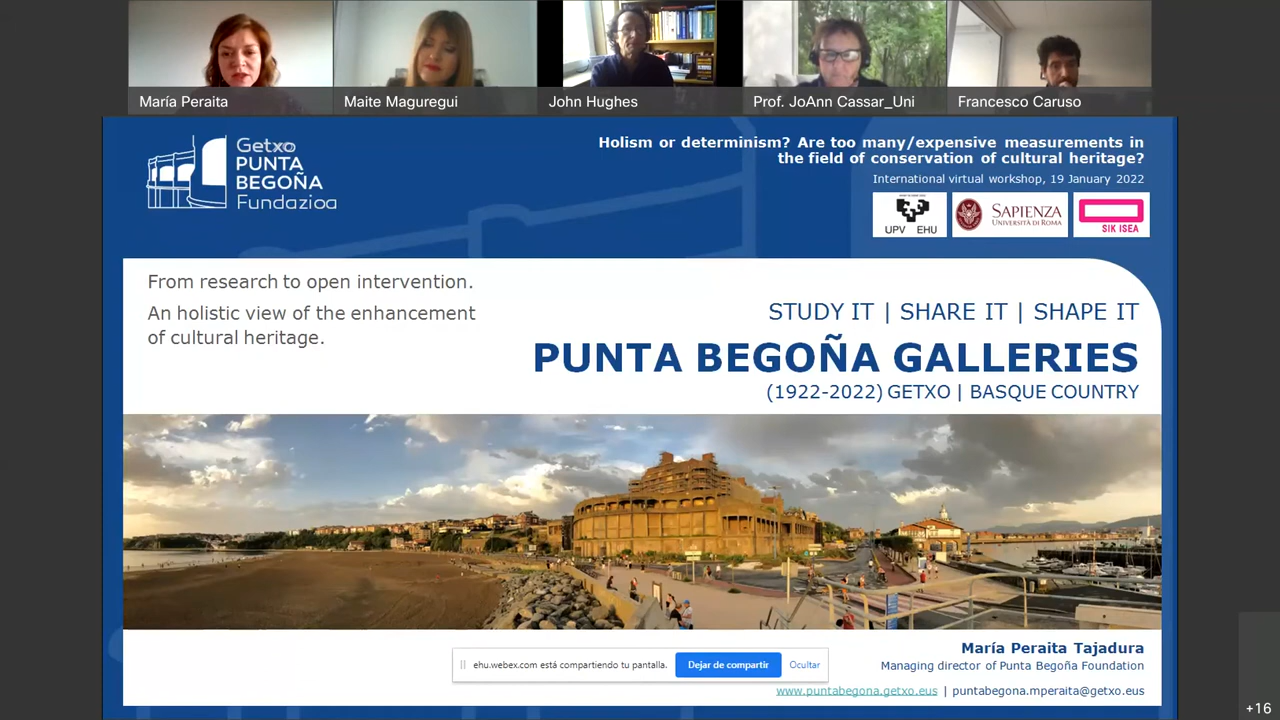 María Peraita
Maite Maguregui
John Hughes
Prof. JoAnn Cassar_Uni
Francesco Caruso
Getxo
PUNTA
BEGOÑA
Fundazioa
Holism or determinism? Are too many/expensive measurements in
the field of conservation of cultural heritage?
International virtual workshop, 19 January 2022
UPV EHU
SAPIENZA
UNIVERSITÀ DI ROMA
SIK ISEA
From research to open intervention.
An holistic view of the enhancement
of cultural heritage.
STUDY IT | SHARE IT | SHAPE IT
PUNTA BEGOÑA GALLERIES
(1922-2022) GETXO | BASQUE COUNTRY
María Peraita Tajadura
Managing director of Punta Begoña Foundation
www.puntabegona.getxo.eus | puntabegona.mperaita@getxo.eus
ehu.webex.com está compartiendo tu pantalla.
Dejar de compartir
Ocultar
+16